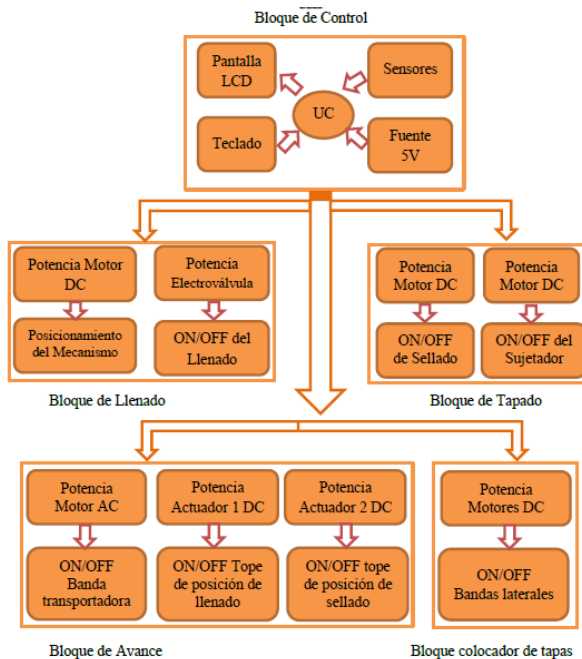 Bloque de Control
Pantalla
LCD
Sensores
UC
Teclado
Fuente
5V
Potencia Motor
DC
Potencia
Electroválvula
Posicionamiento
del Mecanismo
ON/OFF del
Llenado
Bloque de Llenado
Potencia
Motor DC
Potencia
Motor DC
ON/OFF
de Sellado
ON/OFF del
Sujetador
Bloque de Tapado
Potencia
Motor AC
Potencia
Actuador 1 DC
Potencia
Actuador 2 DC
ON/OFF
Banda
transportadora
ON/OFF Tope
de posición de
llenado
ON/OFF tope
de posición de
sellado
Bloque de Avance
Potencia
Motores DC
ON/OFF
Bandas laterales
Bloque colocador de tapas